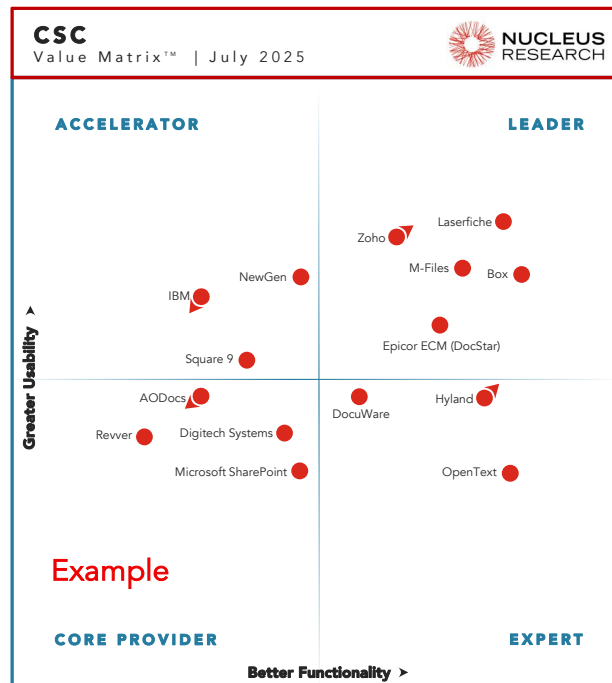 CSC
Value Matrix™ | July 2025
NUCLEUS
RESEARCH
ACCELERATOR
LEADER
Laserfiche
Zoho
M-Files
Box
NewGen
IBM
Epicor ECM (DocStar)
Square 9
AODocs
Hyland
DocuWare
Revver
Digitech Systems
Microsoft SharePoint
OpenText
Greater Usability
Example
CORE PROVIDER
EXPERT
Better Functionality